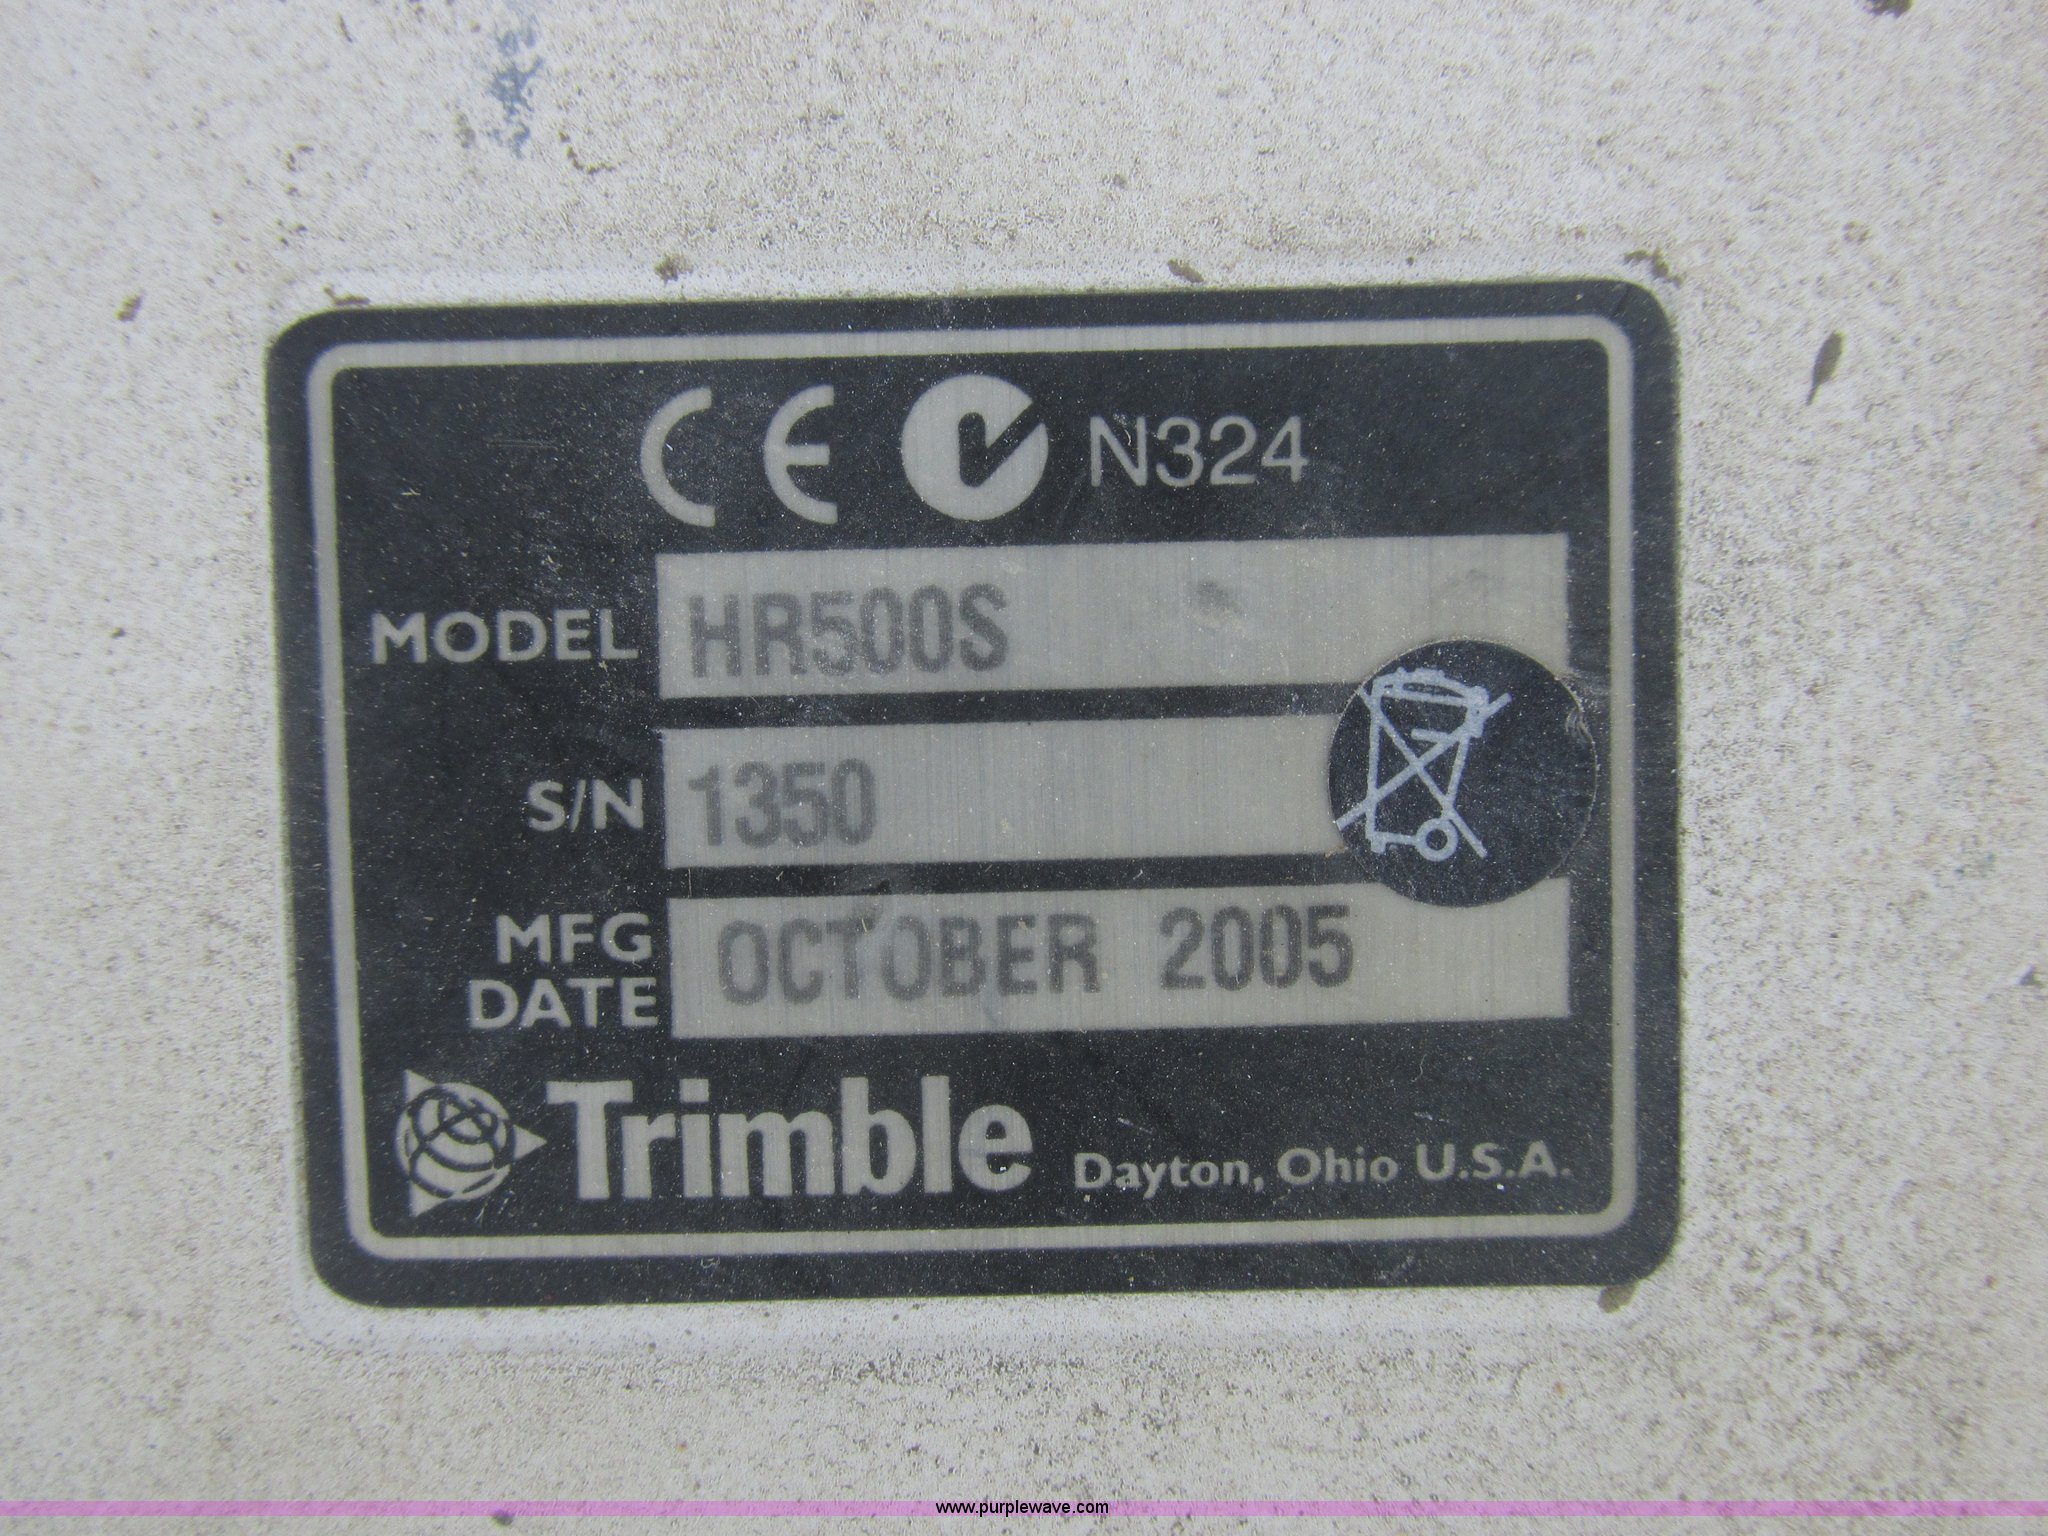 CE N324
MODEL HR500S
S/N 1350
MFG DATE OCTOBER 2005
Trimble Dayton, Ohio U.S.A.
www.purplewave.com